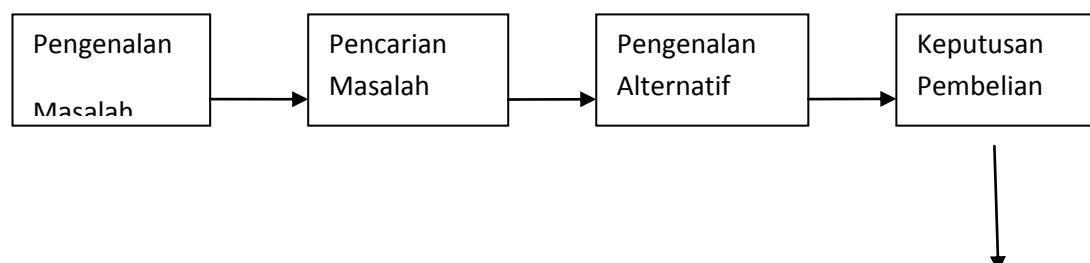 Pengenalan
Masalah
Pencarian
Masalah
Pengenalan
Alternatif
Keputusan
Pembelian